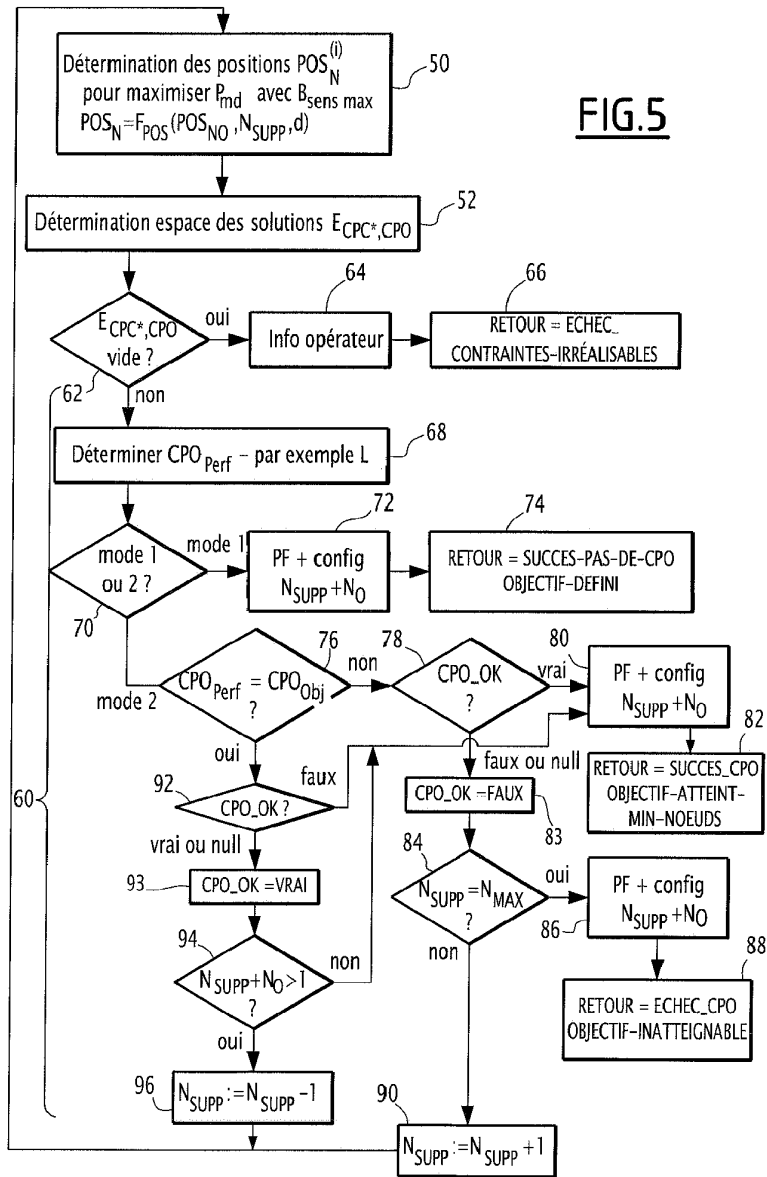 Détermination des positions POS_N^(i)
pour maximiser P_md avec B_sens max
POS_N=F_POS(POS_NO,N_SUPP,d)
50
FIG.5
Détermination espace des solutions E_CPC*,CPO
52
E_CPC*,CPO
vide ?
62
oui
non
64
Info opérateur
66
RETOUR = ECHEC_
CONTRAINTES-IRRÉALISABLES
Déterminer CPO_Perf - par exemple L
68
mode 1
ou 2 ?
70
mode 1
mode 2
72
PF + config
N_SUPP+N_O
74
RETOUR = SUCCES-PAS-DE-CPO
OBJECTIF-DEFINI
76
CPO_Perf = CPO_Obj
?
non
oui
78
CPO_OK
?
vrai
faux ou null
80
PF + config
N_SUPP+N_O
82
RETOUR = SUCCES_CPO
OBJECTIF-ATTEINT-
MIN-NOEUDS
60
92
CPO_OK ?
faux
vrai ou null
CPO_OK =FAUX
83
93
CPO_OK =VRAI
84
N_SUPP=N_MAX
?
oui
non
PF + config
N_SUPP+N_O
86
94
N_SUPP+N_O>1
?
non
oui
88
RETOUR = ECHEC_CPO
OBJECTIF-INATTEIGNABLE
96
N_SUPP:=N_SUPP-1
90
N_SUPP:=N_SUPP+1